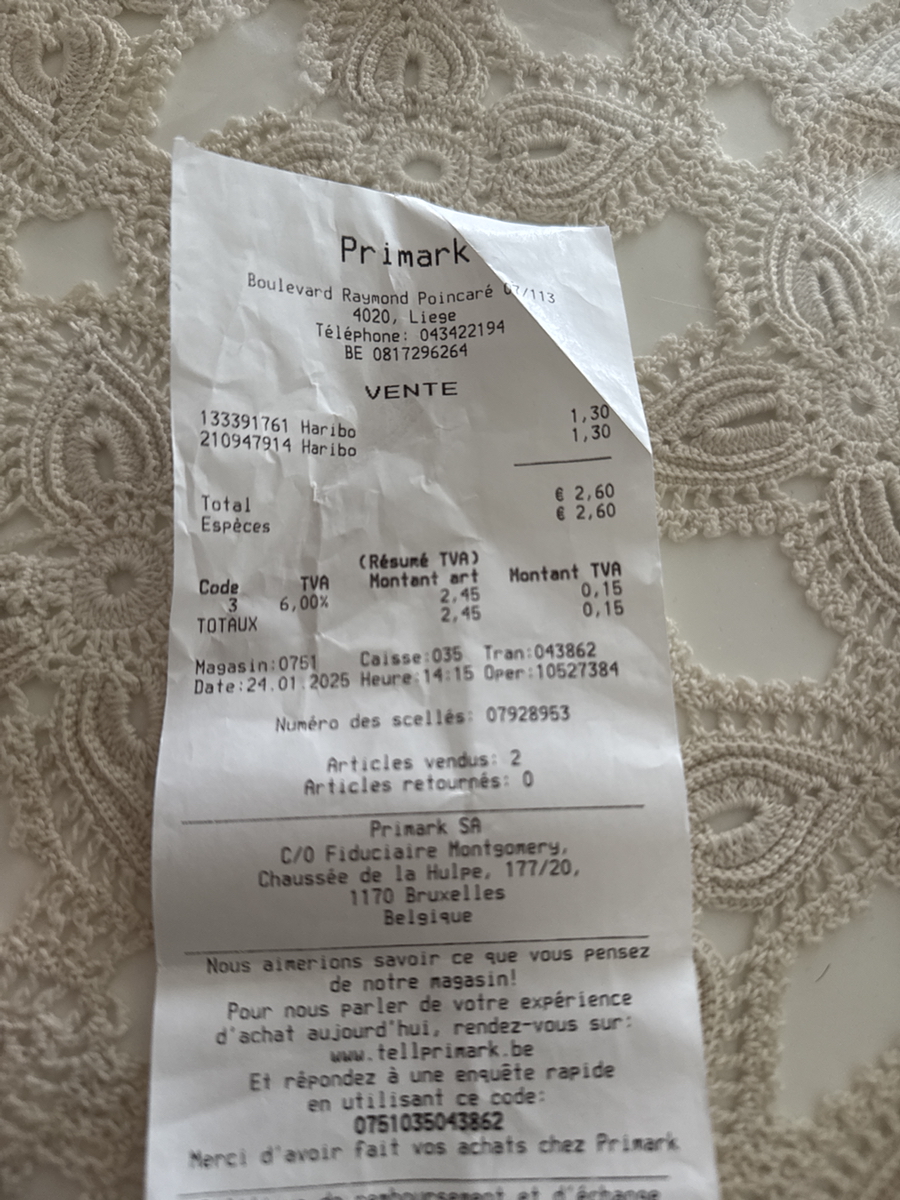 Primark
Boulevard Raymond Poincaré 07/113
4020, Liege
Téléphone: 043422194
BE 0817296264
VENTE
133391761 Haribo 1,30
210947914 Haribo 1,30
Total € 2,60
Espèces € 2,60
(Résumé TVA)
Code TVA Montant art Montant TVA
3 6,00% 2,45 0,15
TOTAUX 2,45 0,15
Magasin:0751 Caisse:035 Tran:043862
Date:24.01.2025 Heure:14:15 Oper:10527384
Numéro des scellés: 07928953
Articles vendus: 2
Articles retournés: 0
Primark SA
C/O Fiduciaire Montgomery,
Chaussée de la Hulpe, 177/20,
1170 Bruxelles
Belgique
Nous aimerions savoir ce que vous pensez
de notre magasin!
Pour nous parler de votre expérience
d'achat aujourd'hui, rendez-vous sur:
www.tellprimark.be
Et répondez à une enquête rapide
en utilisant ce code:
0751035043862
Merci d'avoir fait vos achats chez Primark
de remboursement et d'échange